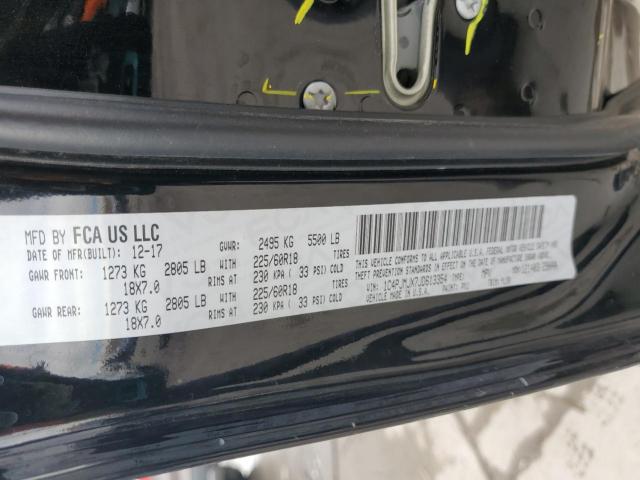 MFD BY FCA US LLC
DATE OF MFR(BUILT): 12-17 GVWR: 2495 KG 5500 LB
GAWR FRONT: 1273 KG 2805 LB WITH 225/60R18 TIRES
18X7.0 RIMS AT 230 KPA ( 33 PSI) COLD
GAWR REAR: 1273 KG 2805 LB WITH 225/60R18 TIRES
18X7.0 RIMS AT 230 KPA ( 33 PSI) COLD
THIS VEHICLE CONFORMS TO ALL APPLICABLE U.S.A. FEDERAL MOTOR VEHICLE SAFETY AND
THEFT PREVENTION STANDARDS IN EFFECT ON THE DATE OF MANUFACTURE SHOWN ABOVE.
VIN: TYPE: MPV
VEHICLE MADE IN U.S.A. PAINT: